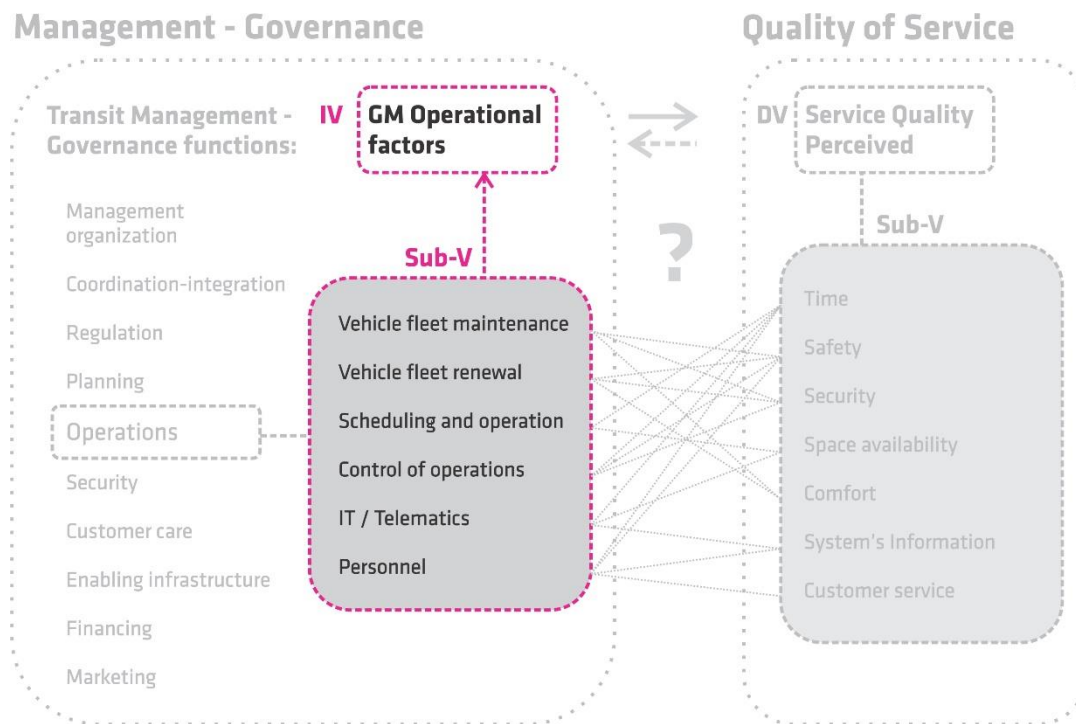 Management - Governance
Quality of Service
Transit Management -
Governance functions:
IV
GM Operational
factors
DV
Service Quality
Perceived
Management
organization
Coordination-integration
Regulation
Planning
Operations
Security
Customer care
Enabling infrastructure
Financing
Marketing
Sub-V
Vehicle fleet maintenance
Vehicle fleet renewal
Scheduling and operation
Control of operations
IT / Telematics
Personnel
?
Sub-V
Time
Safety
Security
Space availability
Comfort
System's Information
Customer service